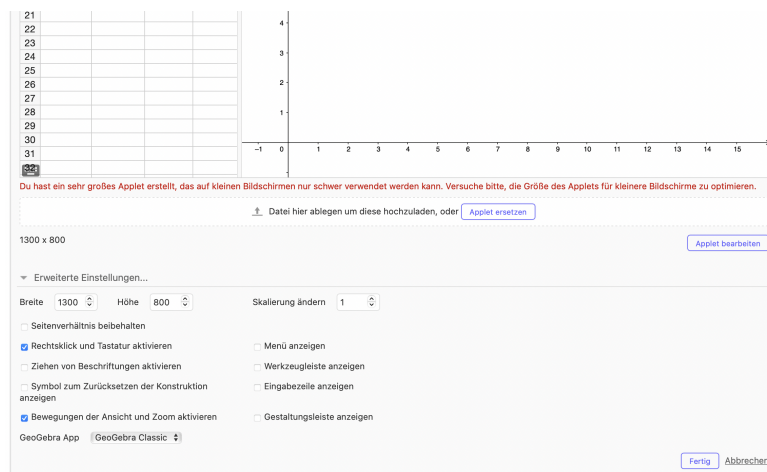 21
22
23
24
25
26
27
28
29
30
31
4
3
2
1
−1 0 1 2 3 4 5 6 7 8 9 10 11 12 13 14 15
Du hast ein sehr großes Applet erstellt, das auf kleinen Bildschirmen nur schwer verwendet werden kann. Versuche bitte, die Größe des Applets für kleinere Bildschirme zu optimieren.
Datei hier ablegen um diese hochzuladen, oder Applet ersetzen
1300 x 800
Applet bearbeiten
Erweiterte Einstellungen...
Breite 1300 Höhe 800 Skalierung ändern 1
Seitenverhältnis beibehalten
Rechtsklick und Tastatur aktivieren Menü anzeigen
Ziehen von Beschriftungen aktivieren Werkzeugleiste anzeigen
Symbol zum Zurücksetzen der Konstruktion Eingabezeile anzeigen
anzeigen
Bewegungen der Ansicht und Zoom aktivieren Gestaltungsleiste anzeigen
GeoGebra App GeoGebra Classic
Fertig Abbrechen